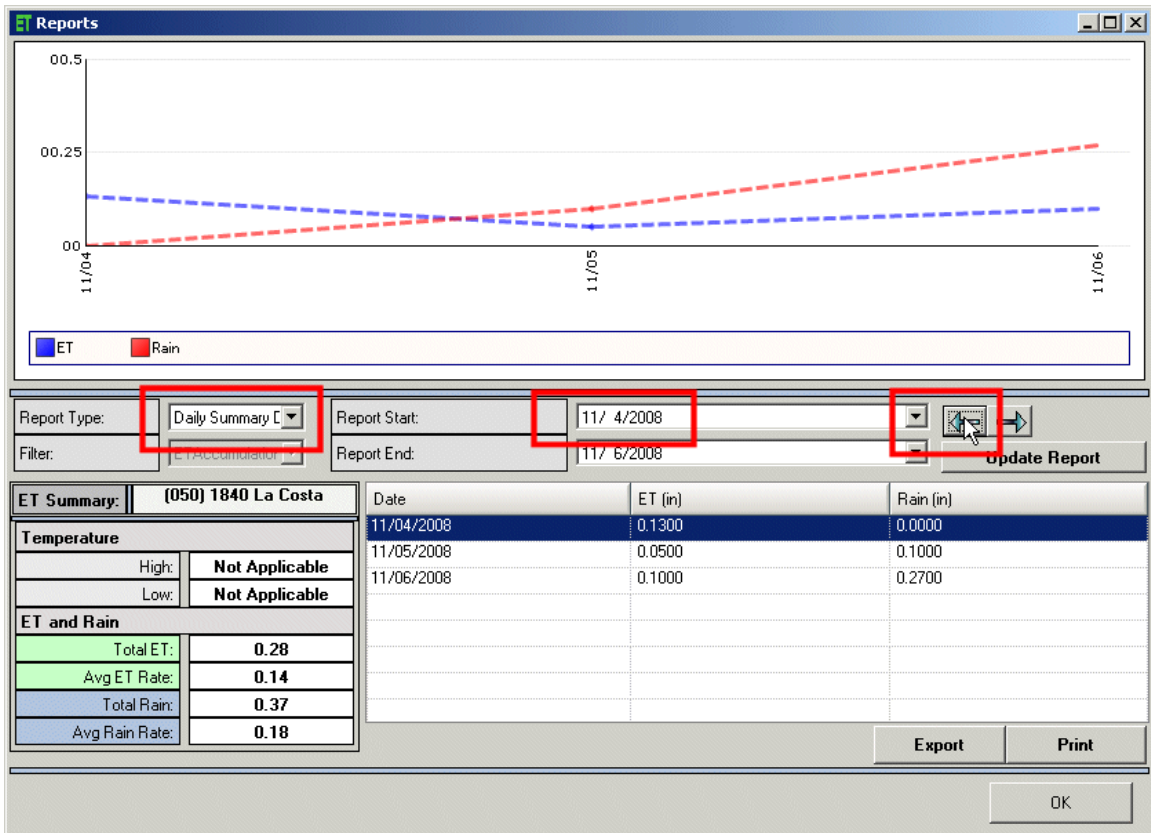 ET Reports
00.5
00.25
00
11/04
11/05
11/06
ET Rain
Report Type: Daily Summary D Report Start: 11/ 4/2008
Filter: ETAccumulation Report End: 11/ 6/2008
Update Report
ET Summary: (050) 1840 La Costa
Temperature
High: Not Applicable
Low: Not Applicable
ET and Rain
Total ET: 0.28
Avg ET Rate: 0.14
Total Rain: 0.37
Avg Rain Rate: 0.18
Date ET (in) Rain (in)
11/04/2008 0.1300 0.0000
11/05/2008 0.0500 0.1000
11/06/2008 0.1000 0.2700
Export Print
OK